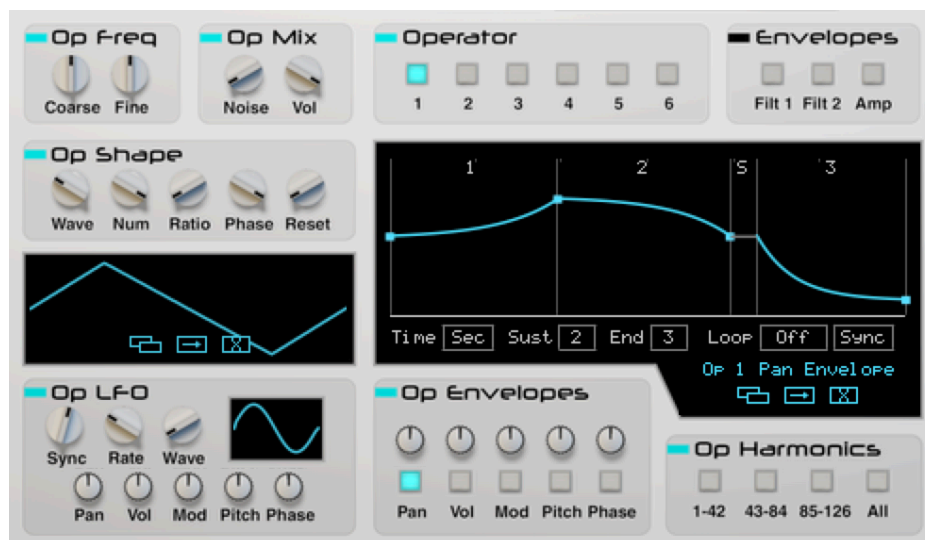 Op Freq
Coarse Fine
Op Mix
Noise Vol
Operator
1 2 3 4 5 6
Envelopes
Filt 1 Filt 2 Amp
Op Shape
Wave Num Ratio Phase Reset
1 2 S 3
Time Sec Sust 2 End 3 Loop Off Sync
Op 1 Pan Envelope
X
X
Op LFO
Sync Rate Wave
Pan Vol Mod Pitch Phase
Op Envelopes
Pan Vol Mod Pitch Phase
Op Harmonics
1-42 43-84 85-126 All